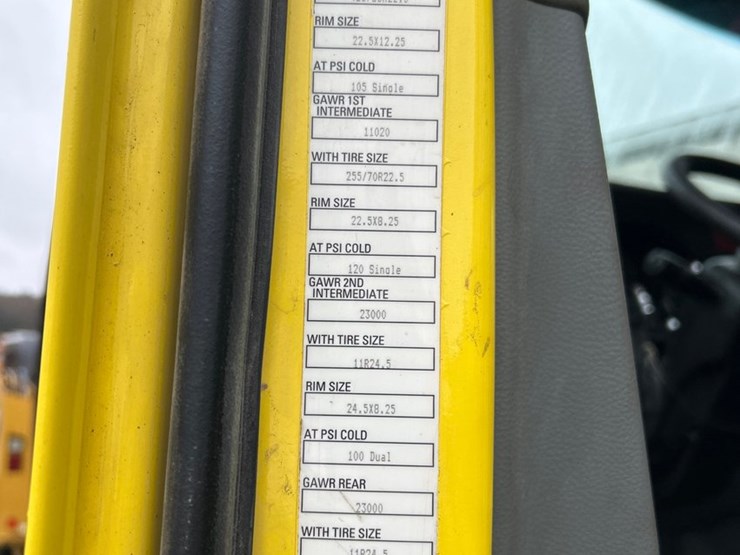 RIM SIZE
22.5X12.25
AT PSI COLD
105 Single
GAWR 1ST
INTERMEDIATE
11020
WITH TIRE SIZE
255/70R22.5
RIM SIZE
22.5X8.25
AT PSI COLD
120 Single
GAWR 2ND
INTERMEDIATE
23000
WITH TIRE SIZE
11R24.5
RIM SIZE
24.5X8.25
AT PSI COLD
100 Dual
GAWR REAR
23000
WITH TIRE SIZE
11R24.5